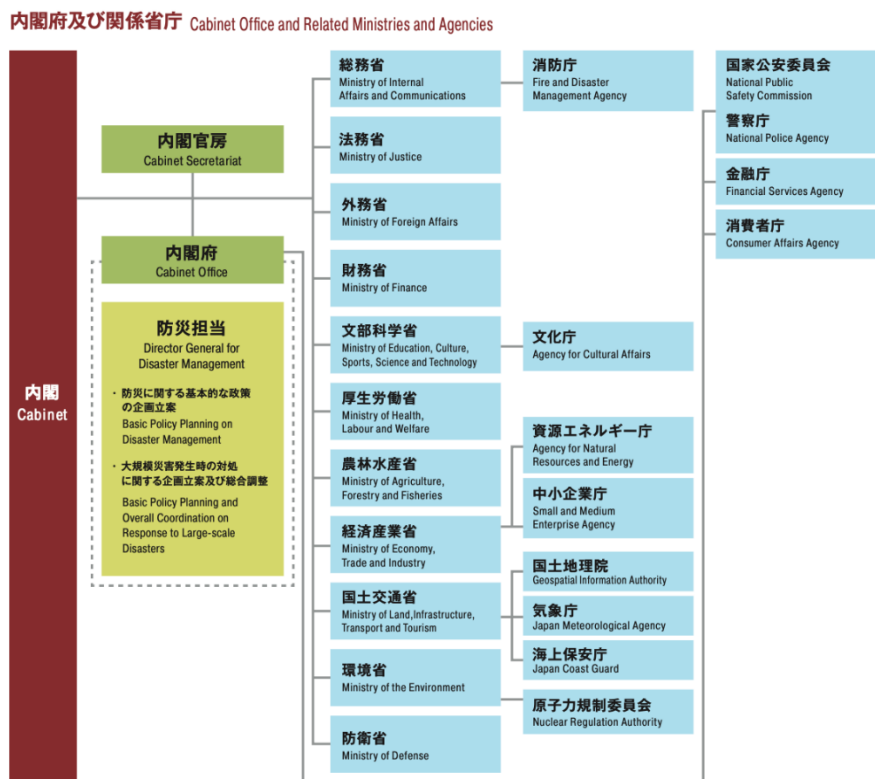 内閣府及び関係省庁 Cabinet Office and Related Ministries and Agencies
内閣
Cabinet
内閣官房
Cabinet Secretariat
内閣府
Cabinet Office
防災担当
Director General for
Disaster Management
・ 防災に関する基本的な政策
の企画立案
Basic Policy Planning on
Disaster Management
・ 大規模災害発生時の対処
に関する企画立案及び総合調整
Basic Policy Planning and
Overall Coordination on
Response to Large-scale
Disasters
総務省
Ministry of Internal
Affairs and Communications
法務省
Ministry of Justice
外務省
Ministry of Foreign Affairs
財務省
Ministry of Finance
文部科学省
Ministry of Education, Culture,
Sports, Science and Technology
厚生労働省
Ministry of Health,
Labour and Welfare
農林水産省
Ministry of Agriculture,
Forestry and Fisheries
経済産業省
Ministry of Economy,
Trade and Industry
国土交通省
Ministry of Land,Infrastructure,
Transport and Tourism
環境省
Ministry of the Environment
防衛省
Ministry of Defense
消防庁
Fire and Disaster
Management Agency
文化庁
Agency for Cultural Affairs
資源エネルギー庁
Agency for Natural
Resources and Energy
中小企業庁
Small and Medium
Enterprise Agency
国土地理院
Geospatial Information Authority
気象庁
Japan Meteorological Agency
海上保安庁
Japan Coast Guard
原子力規制委員会
Nuclear Regulation Authority
国家公安委員会
National Public
Safety Commission
警察庁
National Police Agency
金融庁
Financial Services Agency
消費者庁
Consumer Affairs Agency